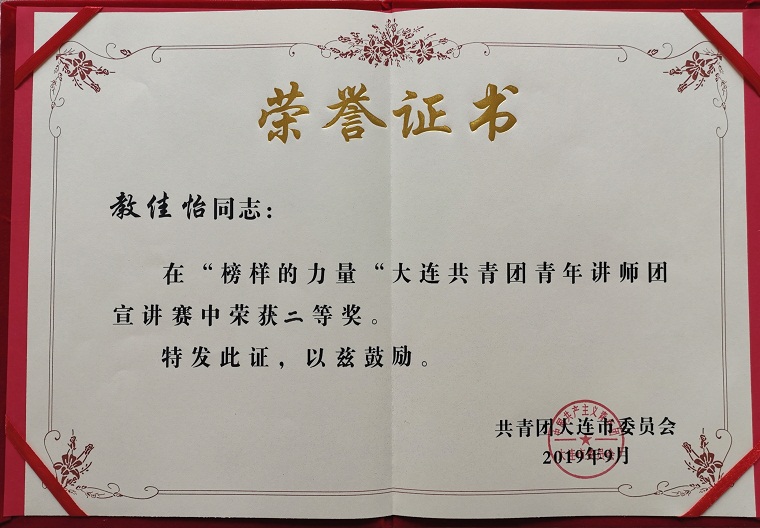 荣誉证书
教佳怡同志：
在“榜样的力量“大连共青团青年讲师团
宣讲赛中荣获二等奖。
特发此证，以兹鼓励。
共青团大连市委员会
2019年9月